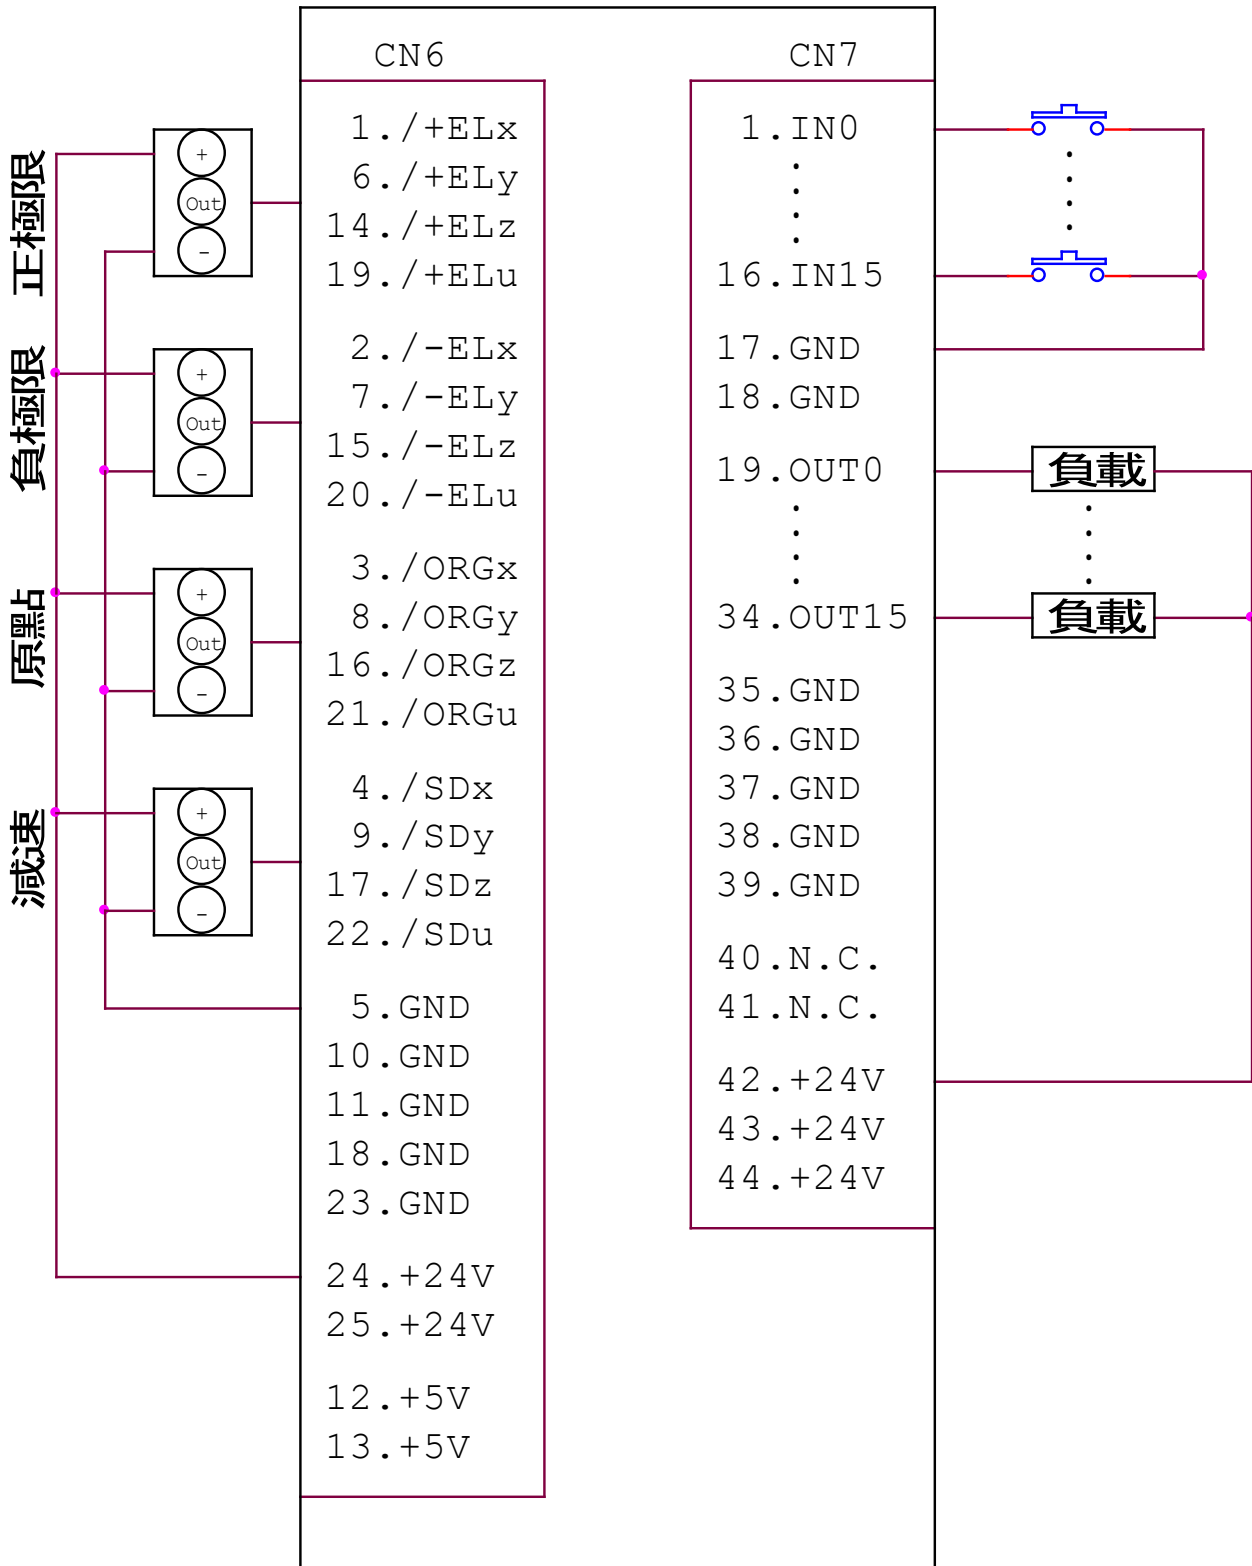 CN6
1./+ELx
6./+ELy
14./+ELz
19./+ELu
2./-ELx
7./-ELy
15./-ELz
20./-ELu
3./ORGx
8./ORGy
16./ORGz
21./ORGu
4./SDx
9./SDy
17./SDz
22./SDu
5.GND
10.GND
11.GND
18.GND
23.GND
24.+24V
25.+24V
12.+5V
13.+5V
正極限
+
Out
-
負極限
+
Out
-
原點
+
Out
-
減速
+
Out
-
CN7
1.IN0
16.IN15
17.GND
18.GND
19.OUT0
34.OUT15
35.GND
36.GND
37.GND
38.GND
39.GND
40.N.C.
41.N.C.
42.+24V
43.+24V
44.+24V
負載
負載